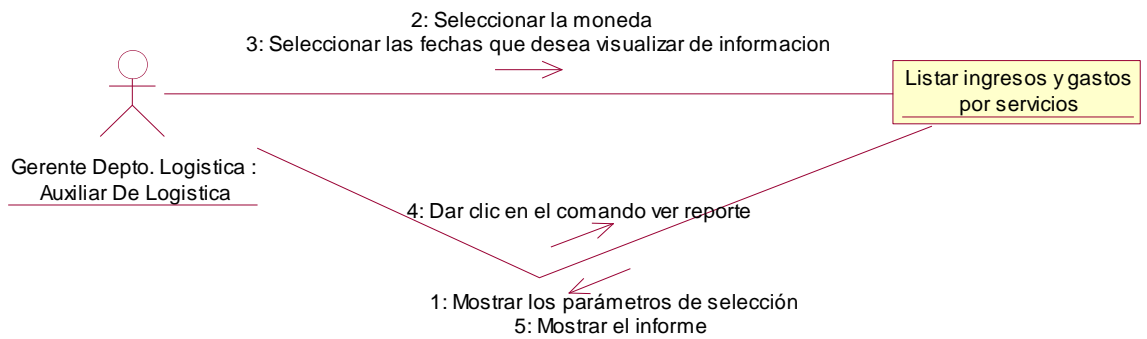 2: Seleccionar la moneda
3: Seleccionar las fechas que desea visualizar de informacion
Listar ingresos y gastos
por servicios
Gerente Depto. Logistica :
Auxiliar De Logistica
4: Dar clic en el comando ver reporte
1: Mostrar los parámetros de selección
5: Mostrar el informe